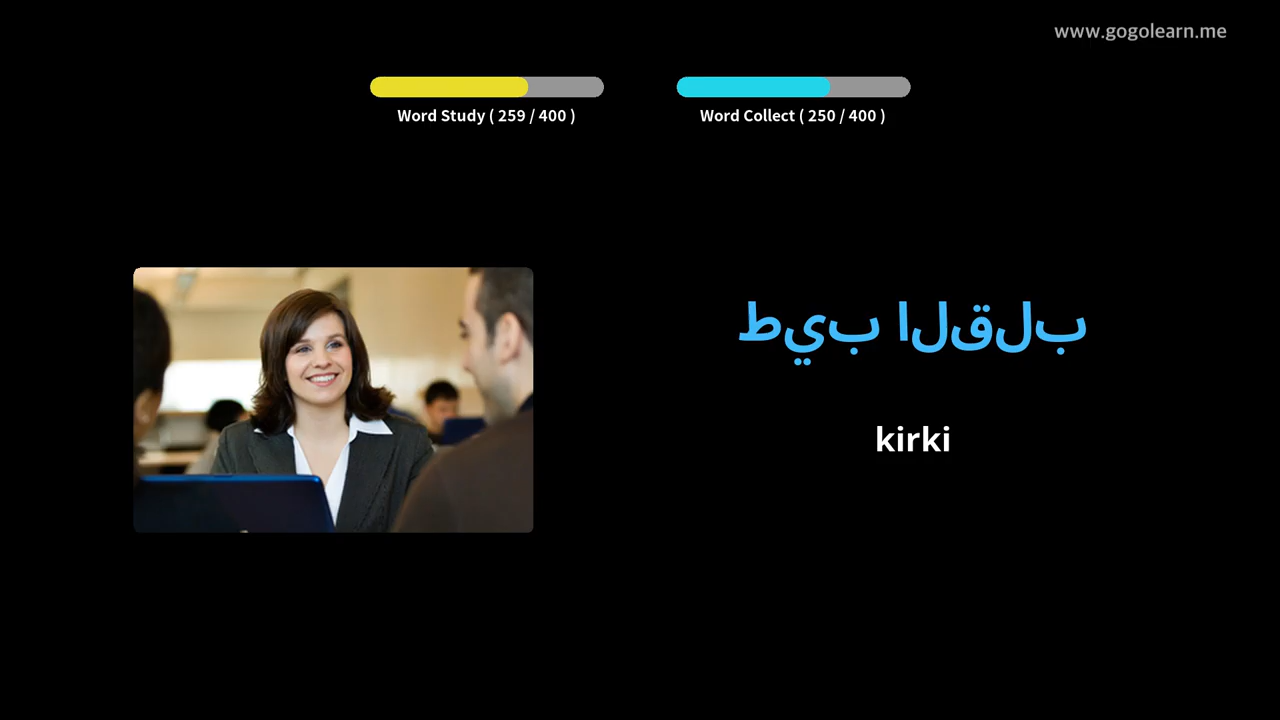 www.gogolearn.me
Word Study ( 259 / 400 )
Word Collect ( 250 / 400 )
طيب القلب
kirki